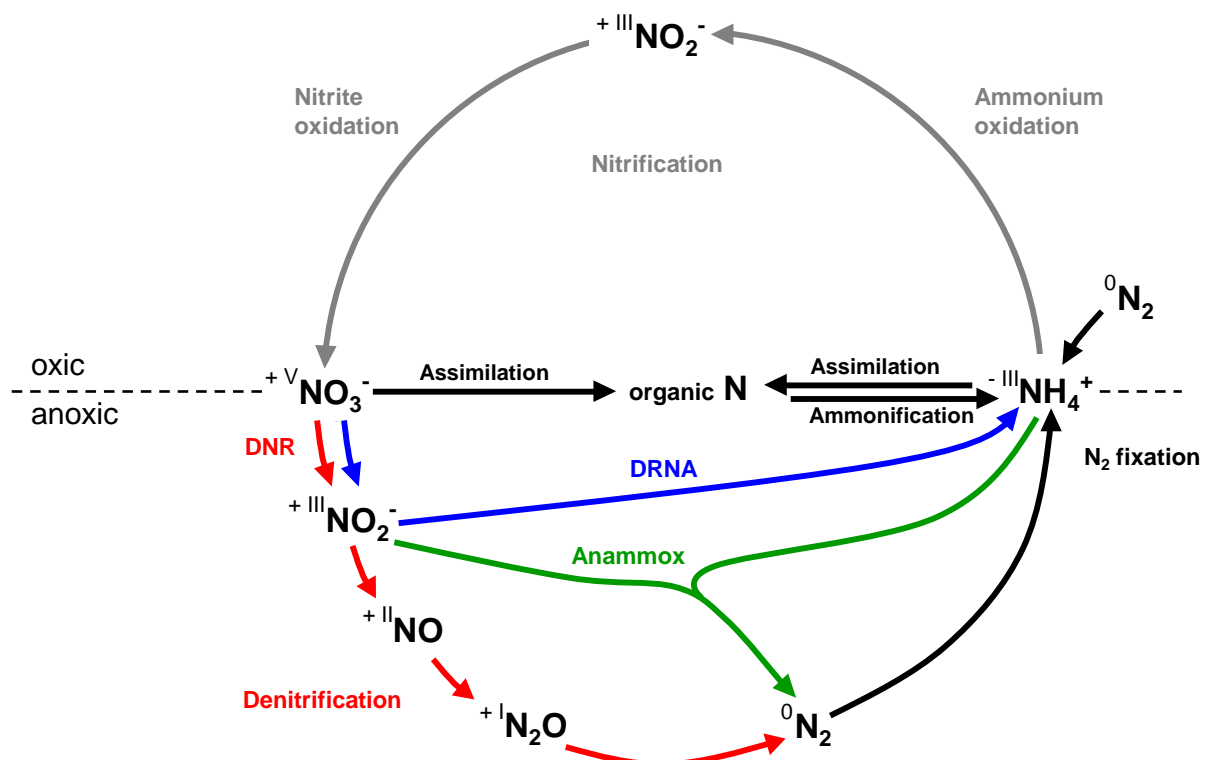 + III NO2-
Nitrite
oxidation
Ammonium
oxidation
Nitrification
0 N2
oxic
anoxic
+ V NO3-
Assimilation
organic N
Assimilation
Ammonification
- III NH4+
DNR
DRNA
N2 fixation
+ III NO2-
Anammox
+ II NO
Denitrification
+ I N2O
0 N2